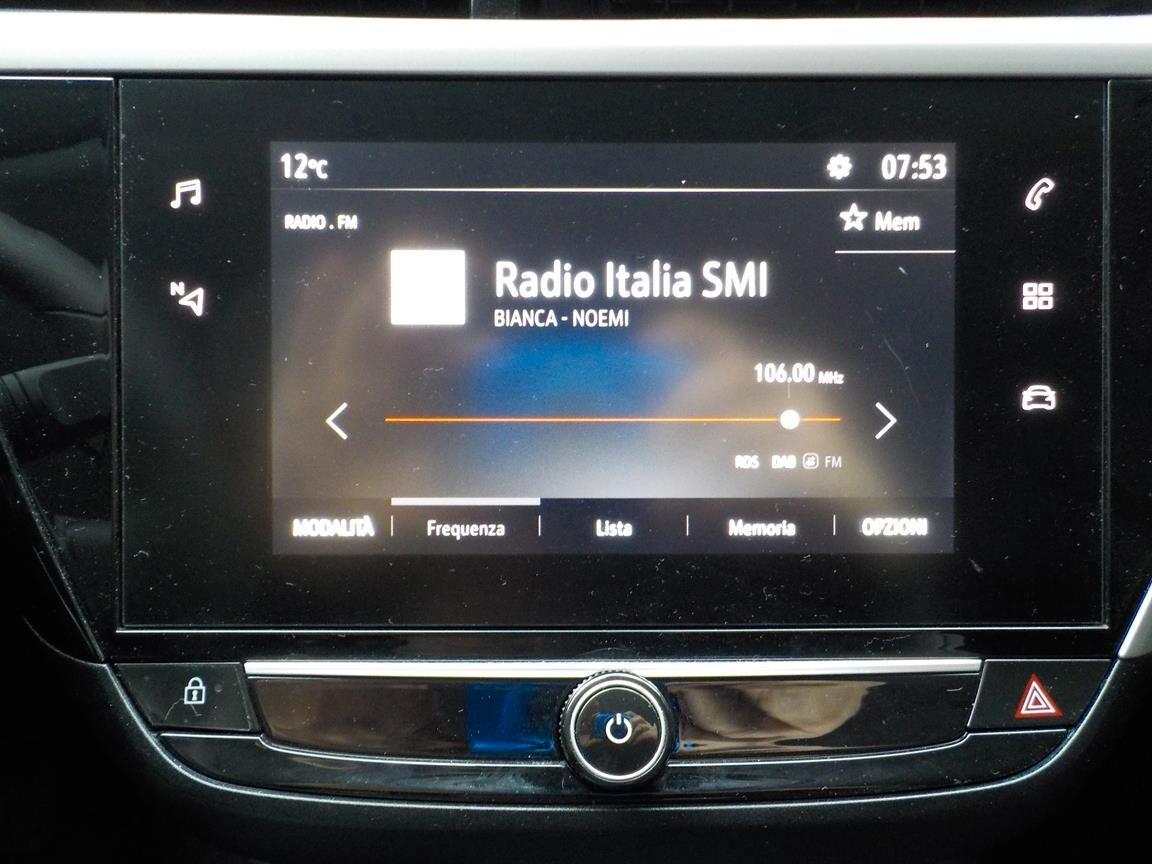 12°C 07:53
RADIO . FM Mem
N
Radio Italia SMI
BIANCA - NOEMI
106.00 MHz
RDS DAB FM
MODALITÀ Frequenza Lista Memoria OPZIONI